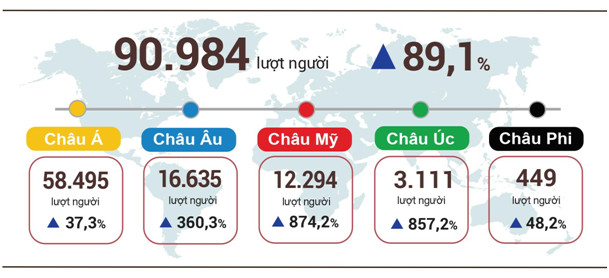 90.984 lượt người ▲ 89,1%
Châu Á Châu Âu Châu Mỹ Châu Úc Châu Phi
58.495 16.635 12.294 3.111 449
lượt người lượt người lượt người lượt người lượt người
▲ 37,3% ▲ 360,3% ▲ 874,2% ▲ 857,2% ▲ 48,2%